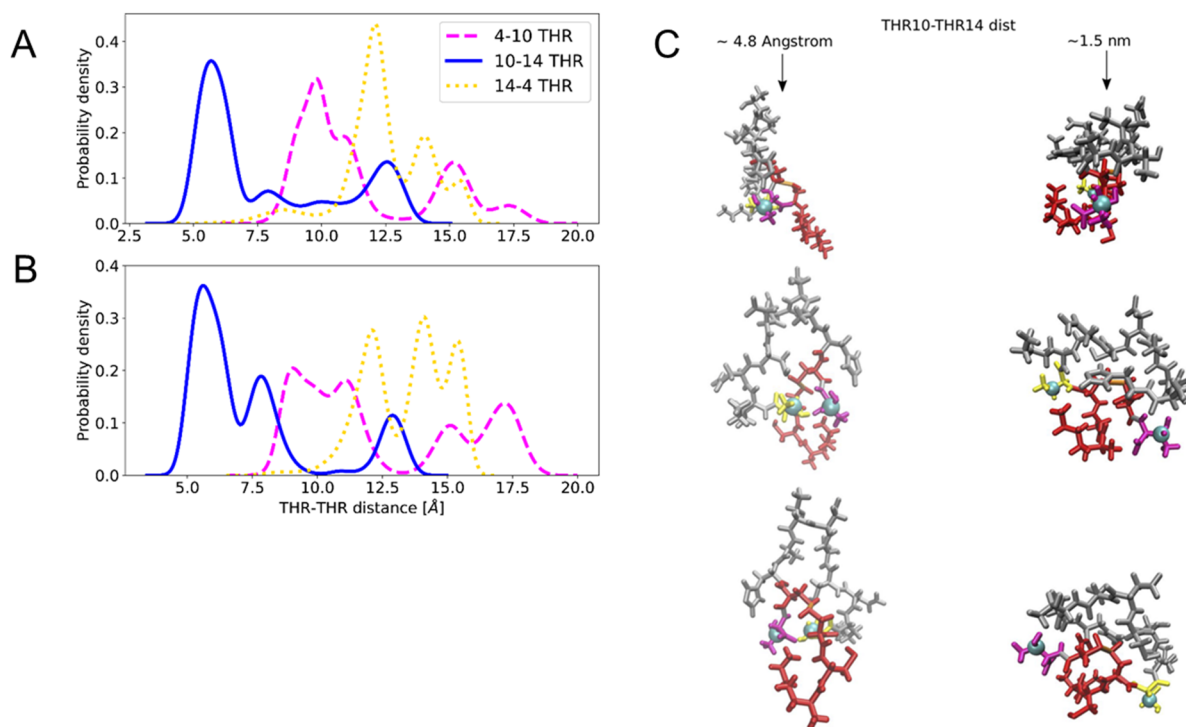 A
Probability density
0.4
0.3
0.2
0.1
0.0
4-10 THR
10-14 THR
14-4 THR
2.5 5.0 7.5 10.0 12.5 15.0 17.5 20.0
B
Probability density
0.4
0.3
0.2
0.1
0.0
5.0 7.5 10.0 12.5 15.0 17.5 20.0
THR-THR distance [Å]
C
THR10-THR14 dist
~ 4.8 Angstrom
~1.5 nm